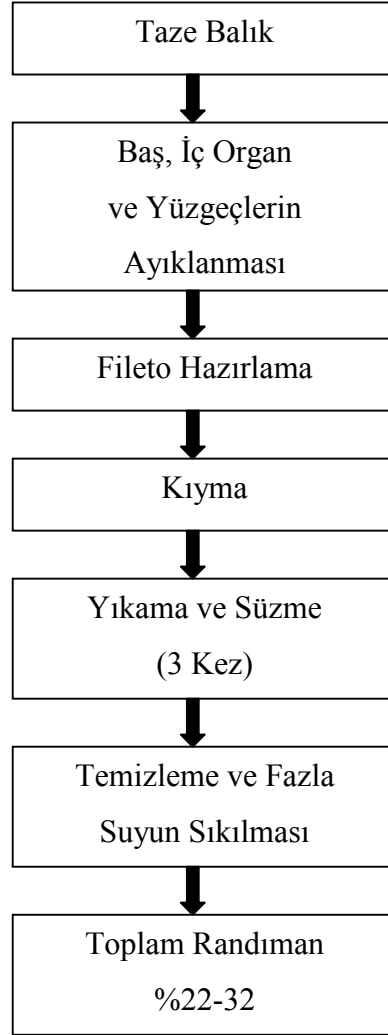 Taze Balık
Baş, İç Organ
ve Yüzgeçlerin
Ayıklanması
Fileto Hazırlama
Kıyma
Yıkama ve Süzme
(3 Kez)
Temizleme ve Fazla
Suyun Sıkılması
Toplam Randıman
%22-32